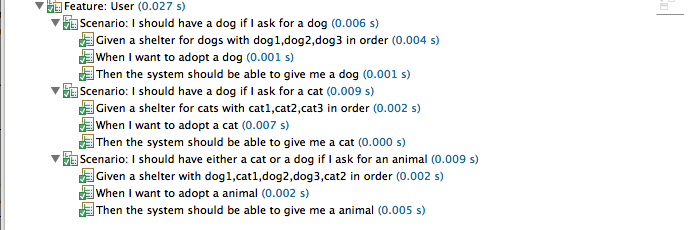 Feature: User (0.027 s)
Scenario: I should have a dog if I ask for a dog (0.006 s)
Given a shelter for dogs with dog1,dog2,dog3 in order (0.004 s)
When I want to adopt a dog (0.001 s)
Then the system should be able to give me a dog (0.001 s)
Scenario: I should have a dog if I ask for a cat (0.009 s)
Given a shelter for cats with cat1,cat2,cat3 in order (0.002 s)
When I want to adopt a cat (0.007 s)
Then the system should be able to give me a cat (0.000 s)
Scenario: I should have either a cat or a dog if I ask for an animal (0.009 s)
Given a shelter with dog1,cat1,dog2,dog3,cat2 in order (0.002 s)
When I want to adopt a animal (0.002 s)
Then the system should be able to give me a animal (0.005 s)